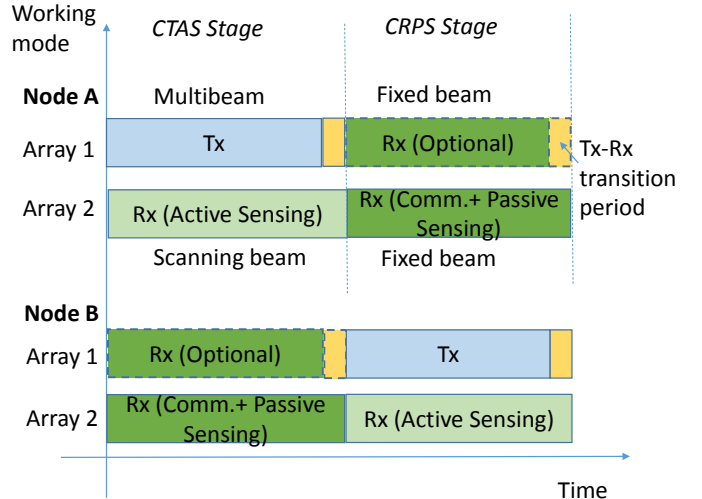 Working
mode
CTAS Stage
CRPS Stage
Node A
Multibeam
Fixed beam
Array 1
Tx
Rx (Optional)
Tx-Rx
transition
period
Array 2
Rx (Active Sensing)
Rx (Comm.+ Passive
Sensing)
Scanning beam
Fixed beam
Node B
Array 1
Rx (Optional)
Tx
Array 2
Rx (Comm.+ Passive
Sensing)
Rx (Active Sensing)
Time